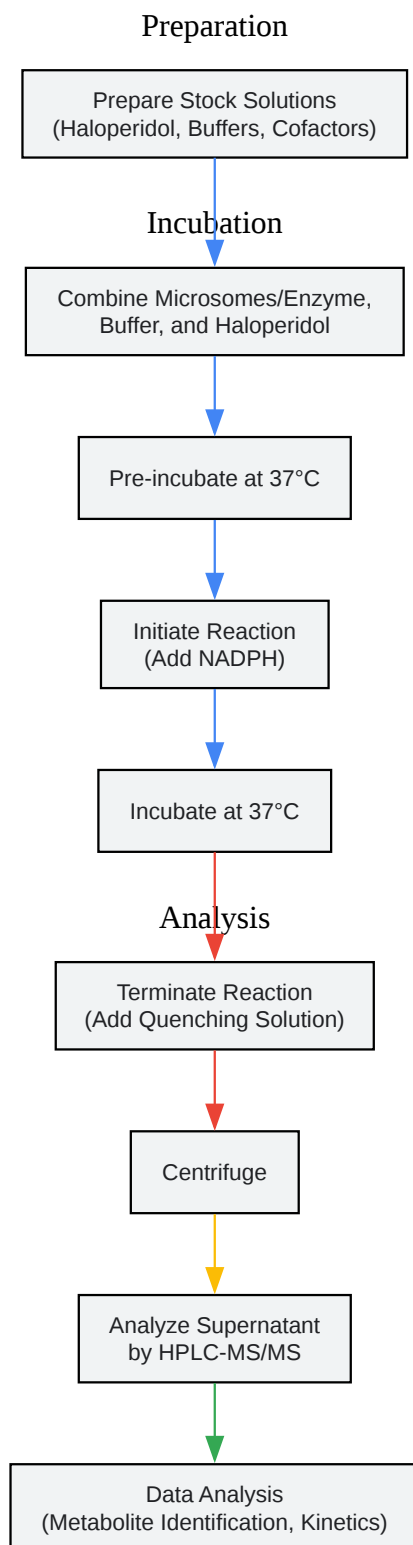 Preparation
Prepare Stock Solutions
(Haloperidol, Buffers, Cofactors)
Incubation
Combine Microsomes/Enzyme,
Buffer, and Haloperidol
Pre-incubate at 37°C
Initiate Reaction
(Add NADPH)
Incubate at 37°C
Analysis
Terminate Reaction
(Add Quenching Solution)
Centrifuge
Analyze Supernatant
by HPLC-MS/MS
Data Analysis
(Metabolite Identification, Kinetics)